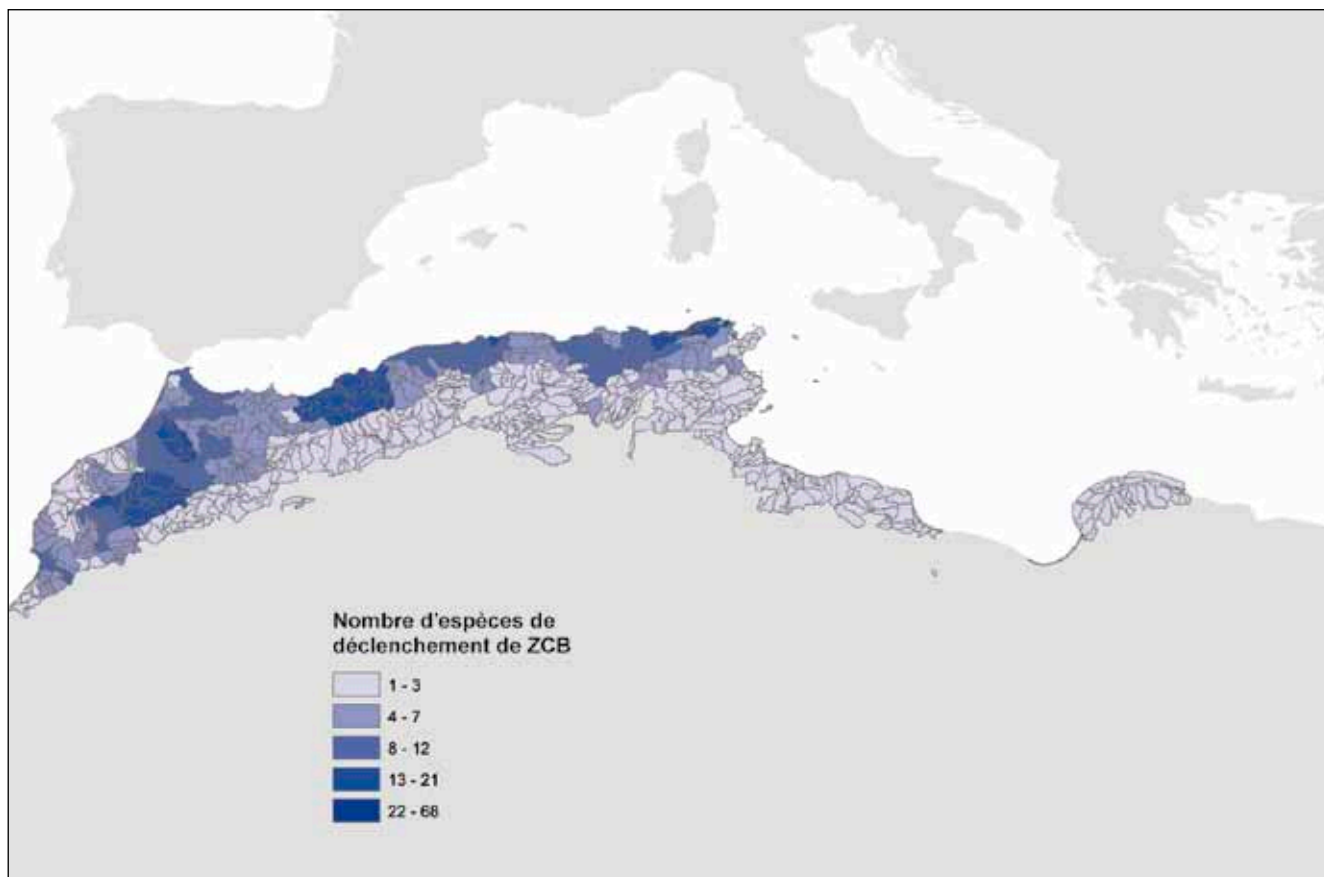 Nombre d'espèces de
déclenchement de ZCB
1 - 3
4 - 7
8 - 12
13 - 21
22 - 68